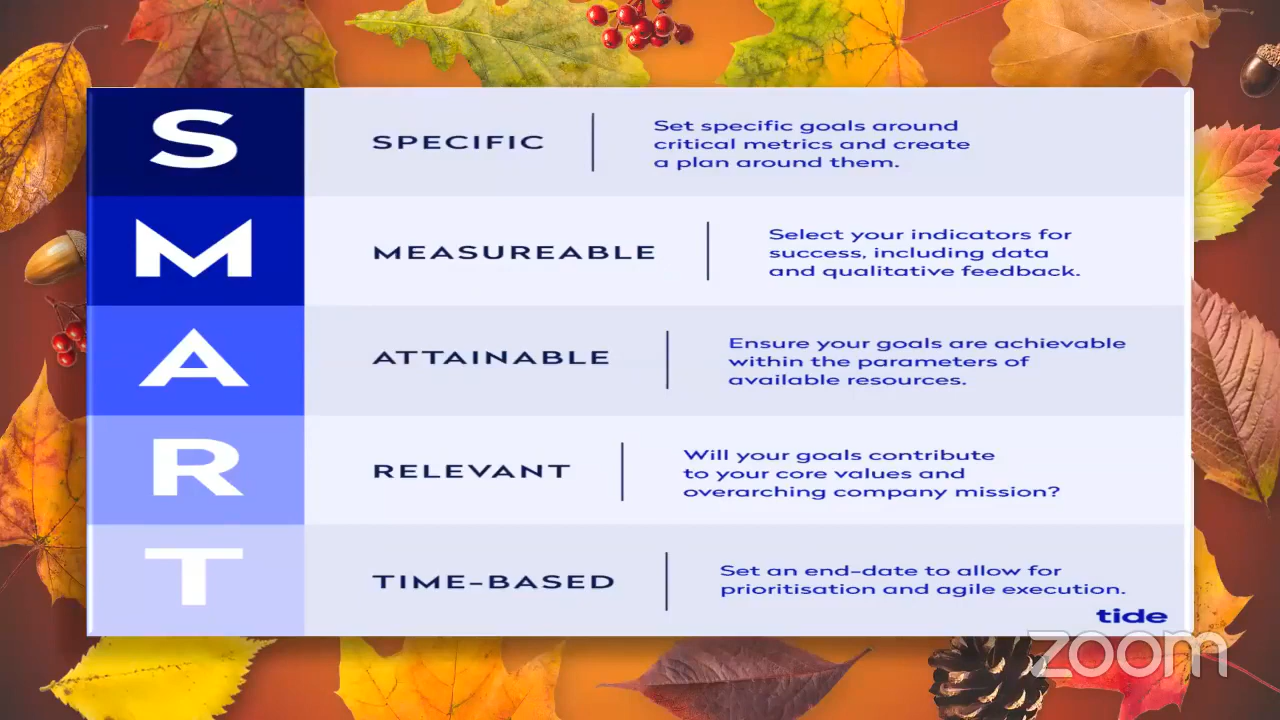 S
SPECIFIC
Set specific goals around
critical metrics and create
a plan around them.
M
MEASUREABLE
Select your indicators for
success, including data
and qualitative feedback.
A
ATTAINABLE
Ensure your goals are achievable
within the parameters of
available resources.
R
RELEVANT
Will your goals contribute
to your core values and
overarching company mission?
T
TIME-BASED
Set an end-date to allow for
prioritisation and agile execution.
tide
zoom